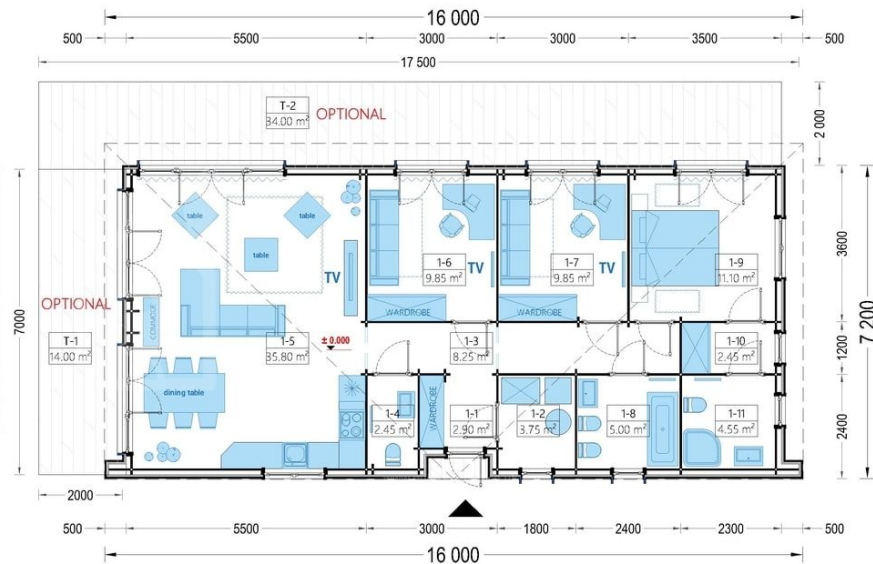 16 000
500
5500
3000
3000
3500
500
17 500
T-2
34.00 m²
OPTIONAL
2 000
table
table
table
TV
1-6
9.85 m²
TV
1-7
9.85 m²
TV
1-9
11.10 m²
3600
7000
7 200
OPTIONAL
COMMODE
WARDROBE
WARDROBE
T-1
14.00 m²
1-5
35.80 m²
± 0.000
1-3
8.25 m²
1-10
2.45 m²
1200
dining table
1-4
2.45 m²
WARDROBE
1-1
2.90 m²
1-2
3.75 m²
1-8
5.00 m²
1-11
4.55 m²
2400
2000
500
5500
3000
1800
2400
2300
500
16 000